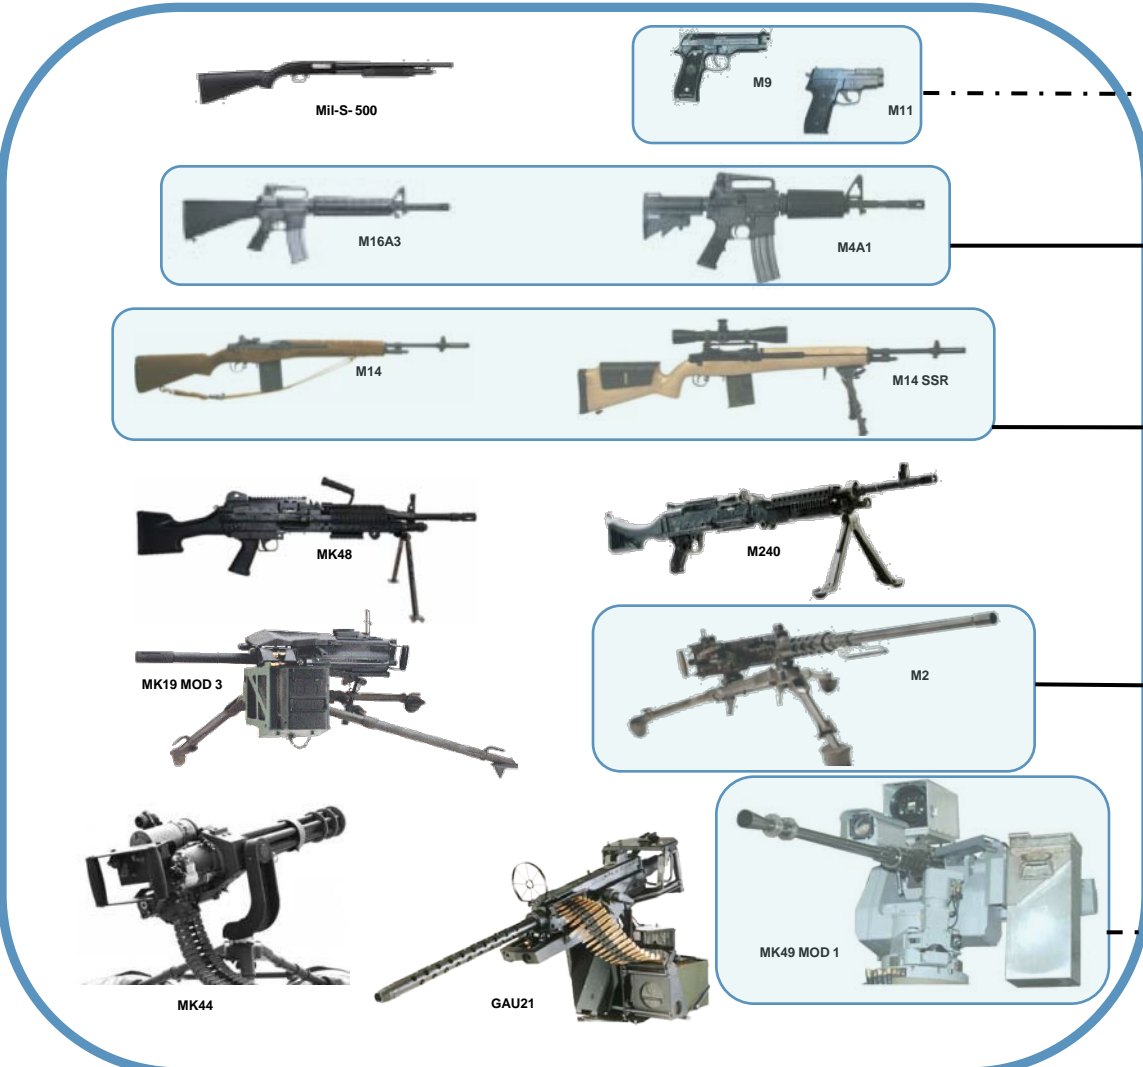 M9
Mil-S- 500
M11
M16A3
M4A1
M14
M14 SSR
MK48
M240
MK19 MOD 3
M2
MK49 MOD 1
MK44
GAU21